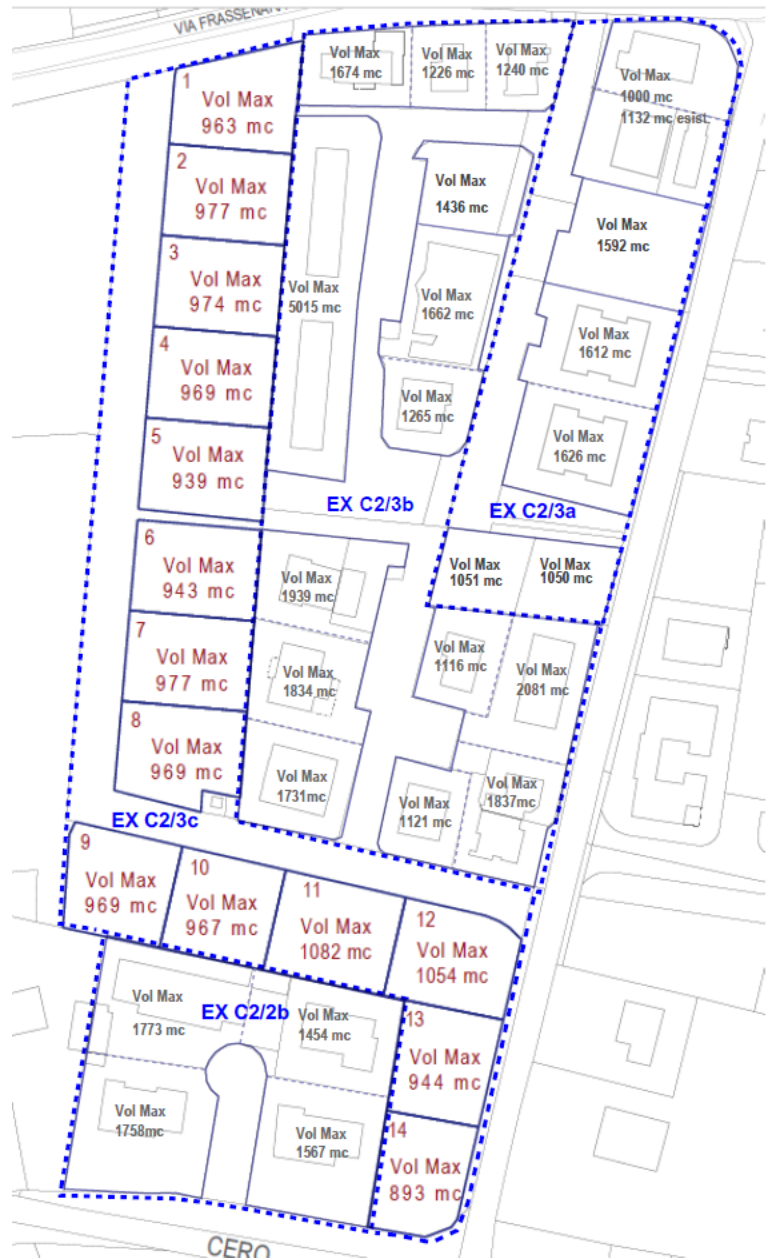 VIA FRASSENA
Vol Max
1674 mc
Vol Max
1226 mc
Vol Max
1240 mc
Vol Max
1000 mc
1132 mc esist.
1
Vol Max
963 mc
2
Vol Max
977 mc
3
Vol Max
974 mc
4
Vol Max
969 mc
5
Vol Max
939 mc
Vol Max
5015 mc
Vol Max
1436 mc
Vol Max
1662 mc
Vol Max
1265 mc
Vol Max
1592 mc
Vol Max
1612 mc
Vol Max
1626 mc
EX C2/3b
EX C2/3a
6
Vol Max
943 mc
7
Vol Max
977 mc
8
Vol Max
969 mc
Vol Max
1939 mc
Vol Max
1834 mc
Vol Max
1731mc
Vol Max
1051 mc
Vol Max
1050 mc
Vol Max
1116 mc
Vol Max
2081 mc
Vol Max
1121 mc
Vol Max
1837mc
EX C2/3c
9
Vol Max
969 mc
10
Vol Max
967 mc
11
Vol Max
1082 mc
12
Vol Max
1054 mc
EX C2/2b
Vol Max
1773 mc
Vol Max
1454 mc
13
Vol Max
944 mc
Vol Max
1758mc
Vol Max
1567 mc
14
Vol Max
893 mc
CERO